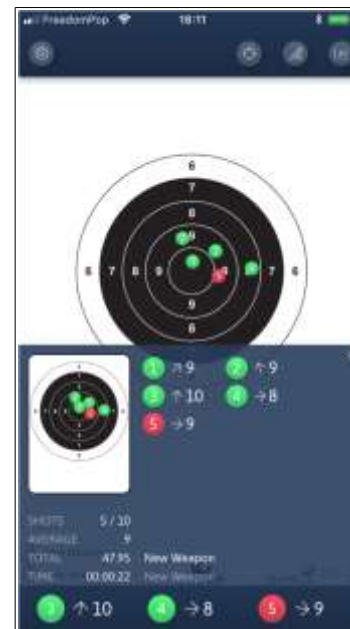 FreedomPop 18:11
6
7
8
9
6 7 8 9 9 8 7 6
9
8
1 ↗ 9 2 ↑ 9
3 ↑ 10 4 → 8
5 → 9
SHOTS 5 / 10
AVERAGE 9
TOTAL 47.95 New Weapon
TIME 00:00:22 New Weapon
3 ↑ 10 4 → 8 5 → 9